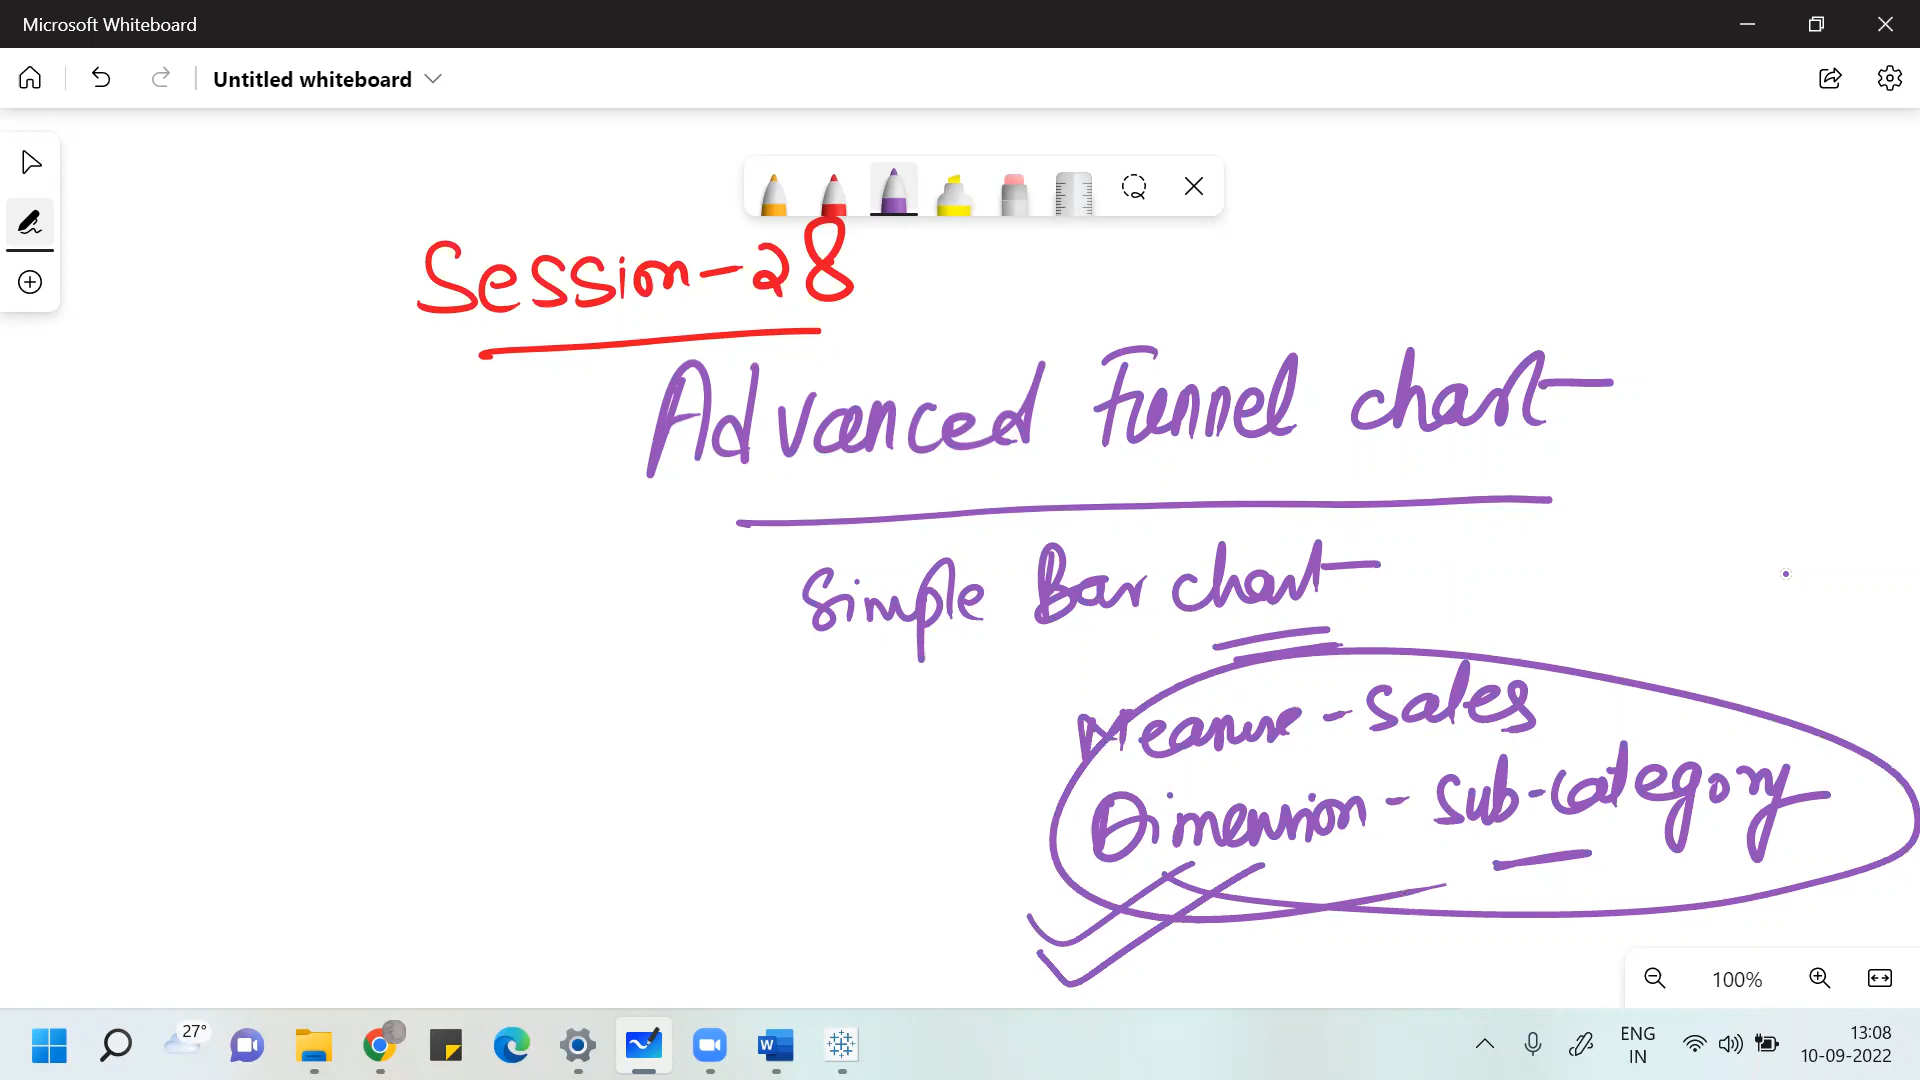 Microsoft Whiteboard
Untitled whiteboard
Session-28
Advanced Funnel chart
Simple Bar chart
Measure - Sales
Dimension - Sub-Category
100%
27°
ENG
IN
13:08
10-09-2022